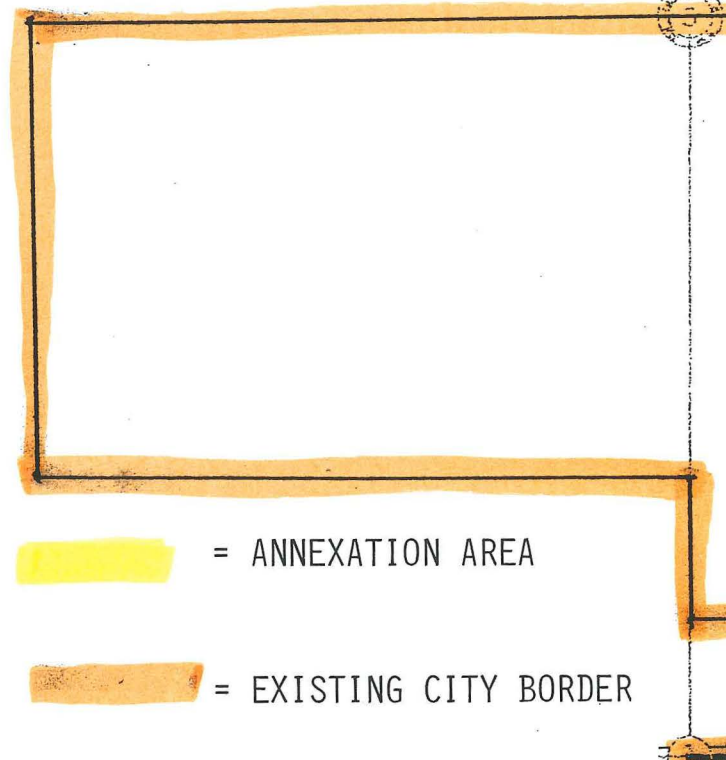 = ANNEXATION AREA
= EXISTING CITY BORDER